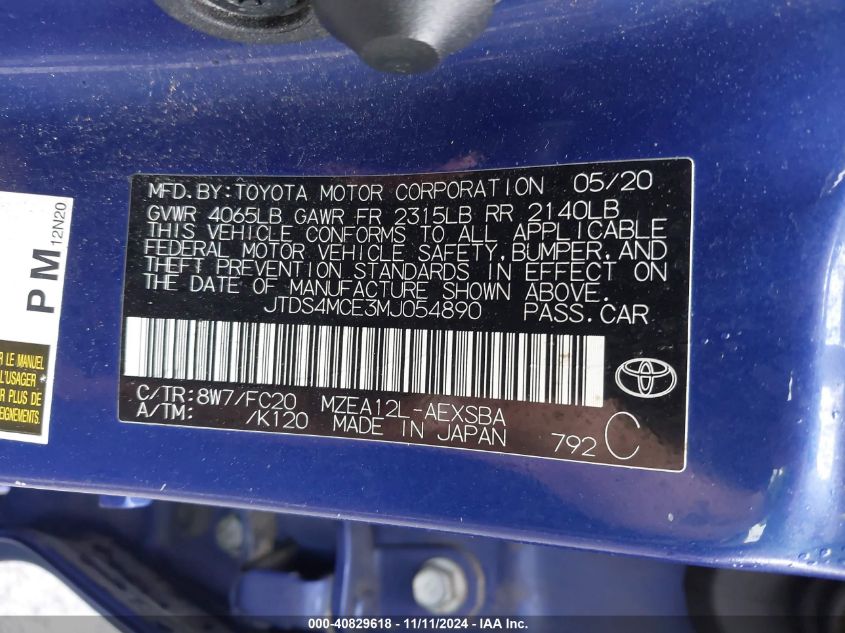 MFD. BY: TOYOTA MOTOR CORPORATION 05/20
GVWR 4065LB GAWR FR 2315LB RR 2140LB
THIS VEHICLE CONFORMS TO ALL APPLICABLE
FEDERAL MOTOR VEHICLE SAFETY, BUMPER, AND
THEFT PREVENTION STANDARDS IN EFFECT ON
THE DATE OF MANUFACTURE SHOWN ABOVE.
JTDS4MCE3MJ054890 PASS. CAR
C/TR: 8W7/FC20 MZEA12L-AEXSBA
A/TM: /K120 MADE IN JAPAN 792 C
PM
12N20
R LE MANUEL
L'USAGER
R PLUS DE
000-40829618 - 11/11/2024 - IAAI.com